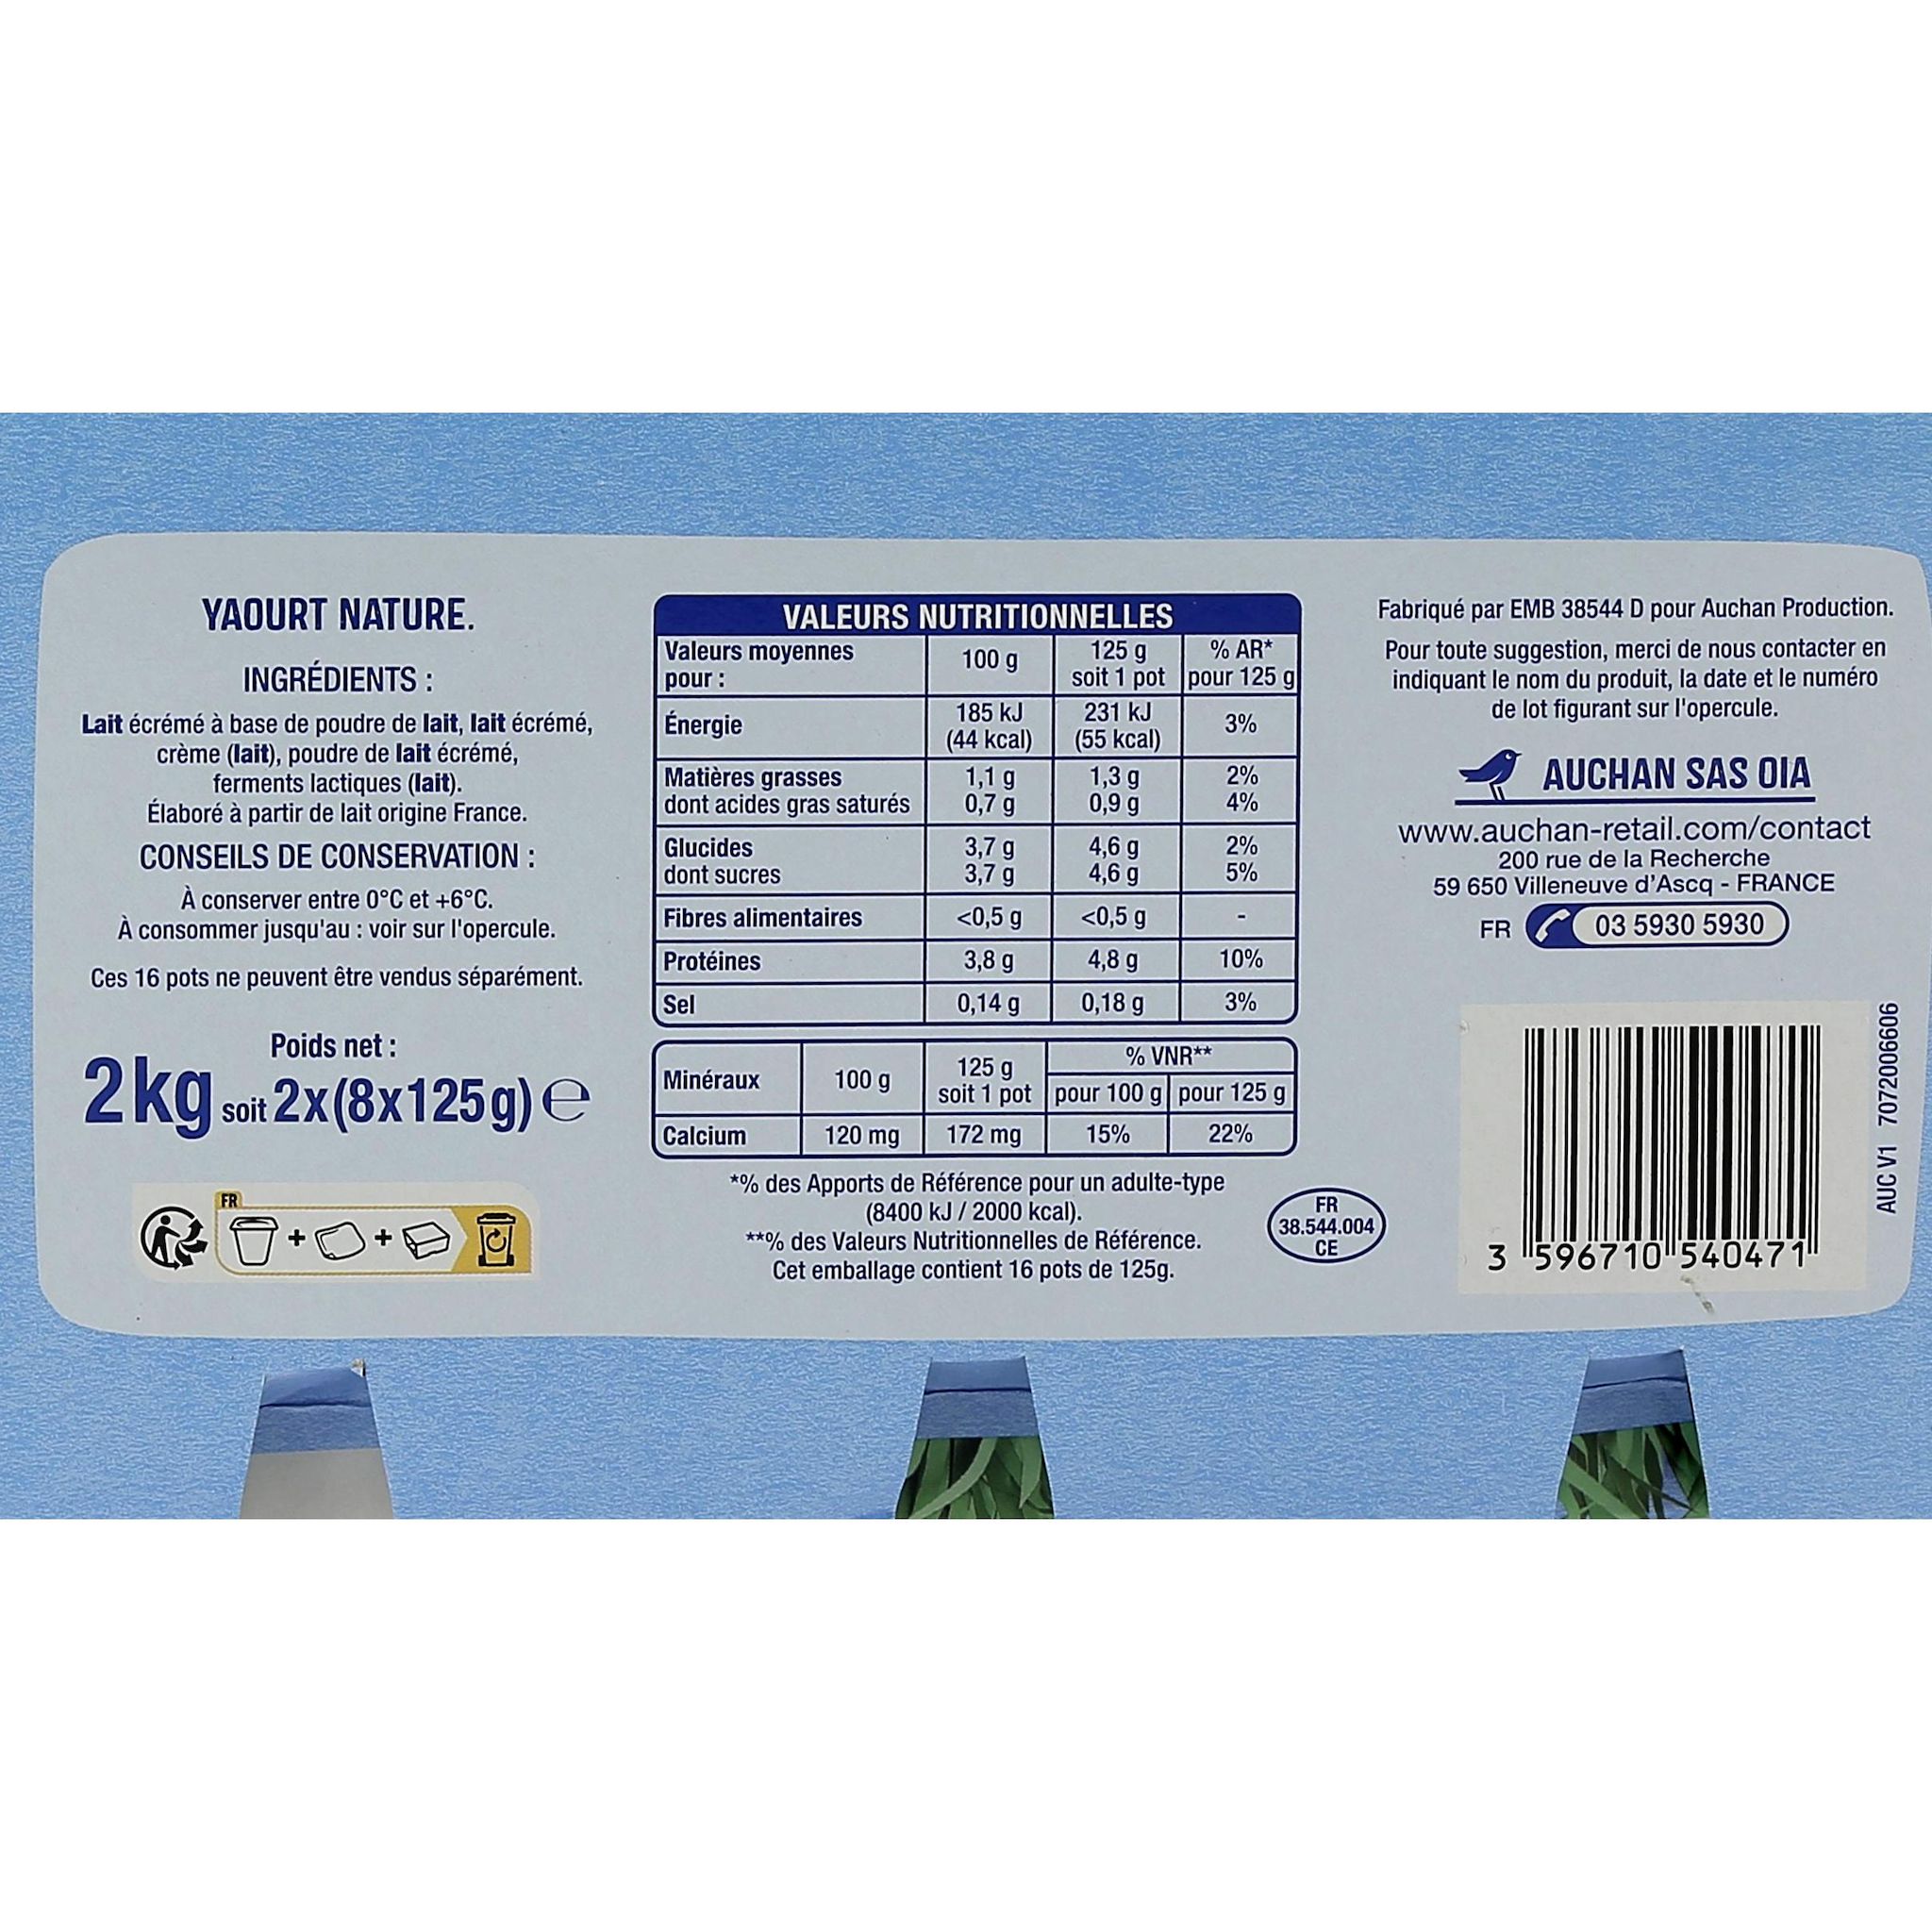 YAOURT NATURE.
INGRÉDIENTS :
Lait écrémé à base de poudre de lait, lait écrémé,
crème (lait), poudre de lait écrémé,
ferments lactiques (lait).
Élaboré à partir de lait origine France.
CONSEILS DE CONSERVATION :
À conserver entre 0°C et +6°C.
À consommer jusqu'au : voir sur l'opercule.
Ces 16 pots ne peuvent être vendus séparément.
Poids net :
2kg soit 2x(8x125g) ℮
FR
+ +
VALEURS NUTRITIONNELLES
Valeurs moyennes pour : 100 g 125 g soit 1 pot % AR* pour 125 g
Énergie 185 kJ (44 kcal) 231 kJ (55 kcal) 3%
Matières grasses 1,1 g 1,3 g 2%
dont acides gras saturés 0,7 g 0,9 g 4%
Glucides 3,7 g 4,6 g 2%
dont sucres 3,7 g 4,6 g 5%
Fibres alimentaires <0,5 g <0,5 g -
Protéines 3,8 g 4,8 g 10%
Sel 0,14 g 0,18 g 3%
Minéraux 100 g 125 g soit 1 pot % VNR** pour 100 g pour 125 g
Calcium 120 mg 172 mg 15% 22%
*% des Apports de Référence pour un adulte-type
(8400 kJ / 2000 kcal).
**% des Valeurs Nutritionnelles de Référence.
Cet emballage contient 16 pots de 125g.
FR
38.544.004
CE
Fabriqué par EMB 38544 D pour Auchan Production.
Pour toute suggestion, merci de nous contacter en
indiquant le nom du produit, la date et le numéro
de lot figurant sur l'opercule.
AUCHAN SAS OIA
www.auchan-retail.com/contact
200 rue de la Recherche
59 650 Villeneuve d'Ascq - FRANCE
FR 03 5930 5930
3 596710 540471
AUC V1 7072006606